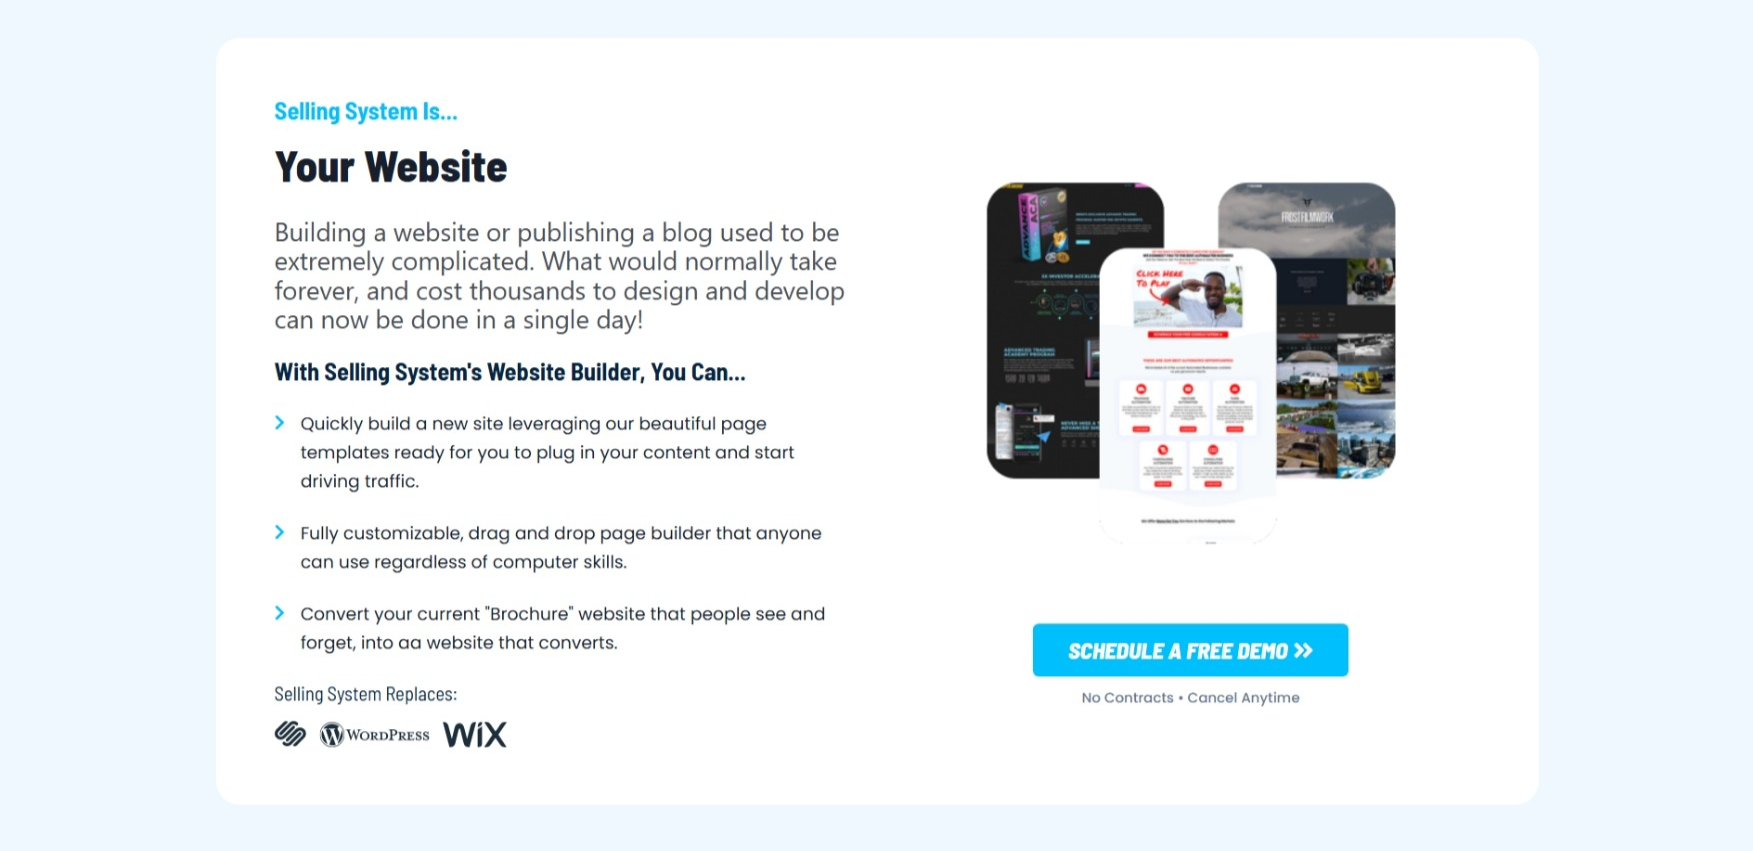 Selling System Is...
Your Website
Building a website or publishing a blog used to be
extremely complicated. What would normally take
forever, and cost thousands to design and develop
can now be done in a single day!
With Selling System's Website Builder, You Can...
Quickly build a new site leveraging our beautiful page
templates ready for you to plug in your content and start
driving traffic.
Fully customizable, drag and drop page builder that anyone
can use regardless of computer skills.
Convert your current "Brochure" website that people see and
forget, into aa website that converts.
Selling System Replaces:
WORDPRESS WiX
FROSTFILMWORK
CLICK HERE
TO PLAY
SCHEDULE A FREE DEMO »
No Contracts • Cancel Anytime